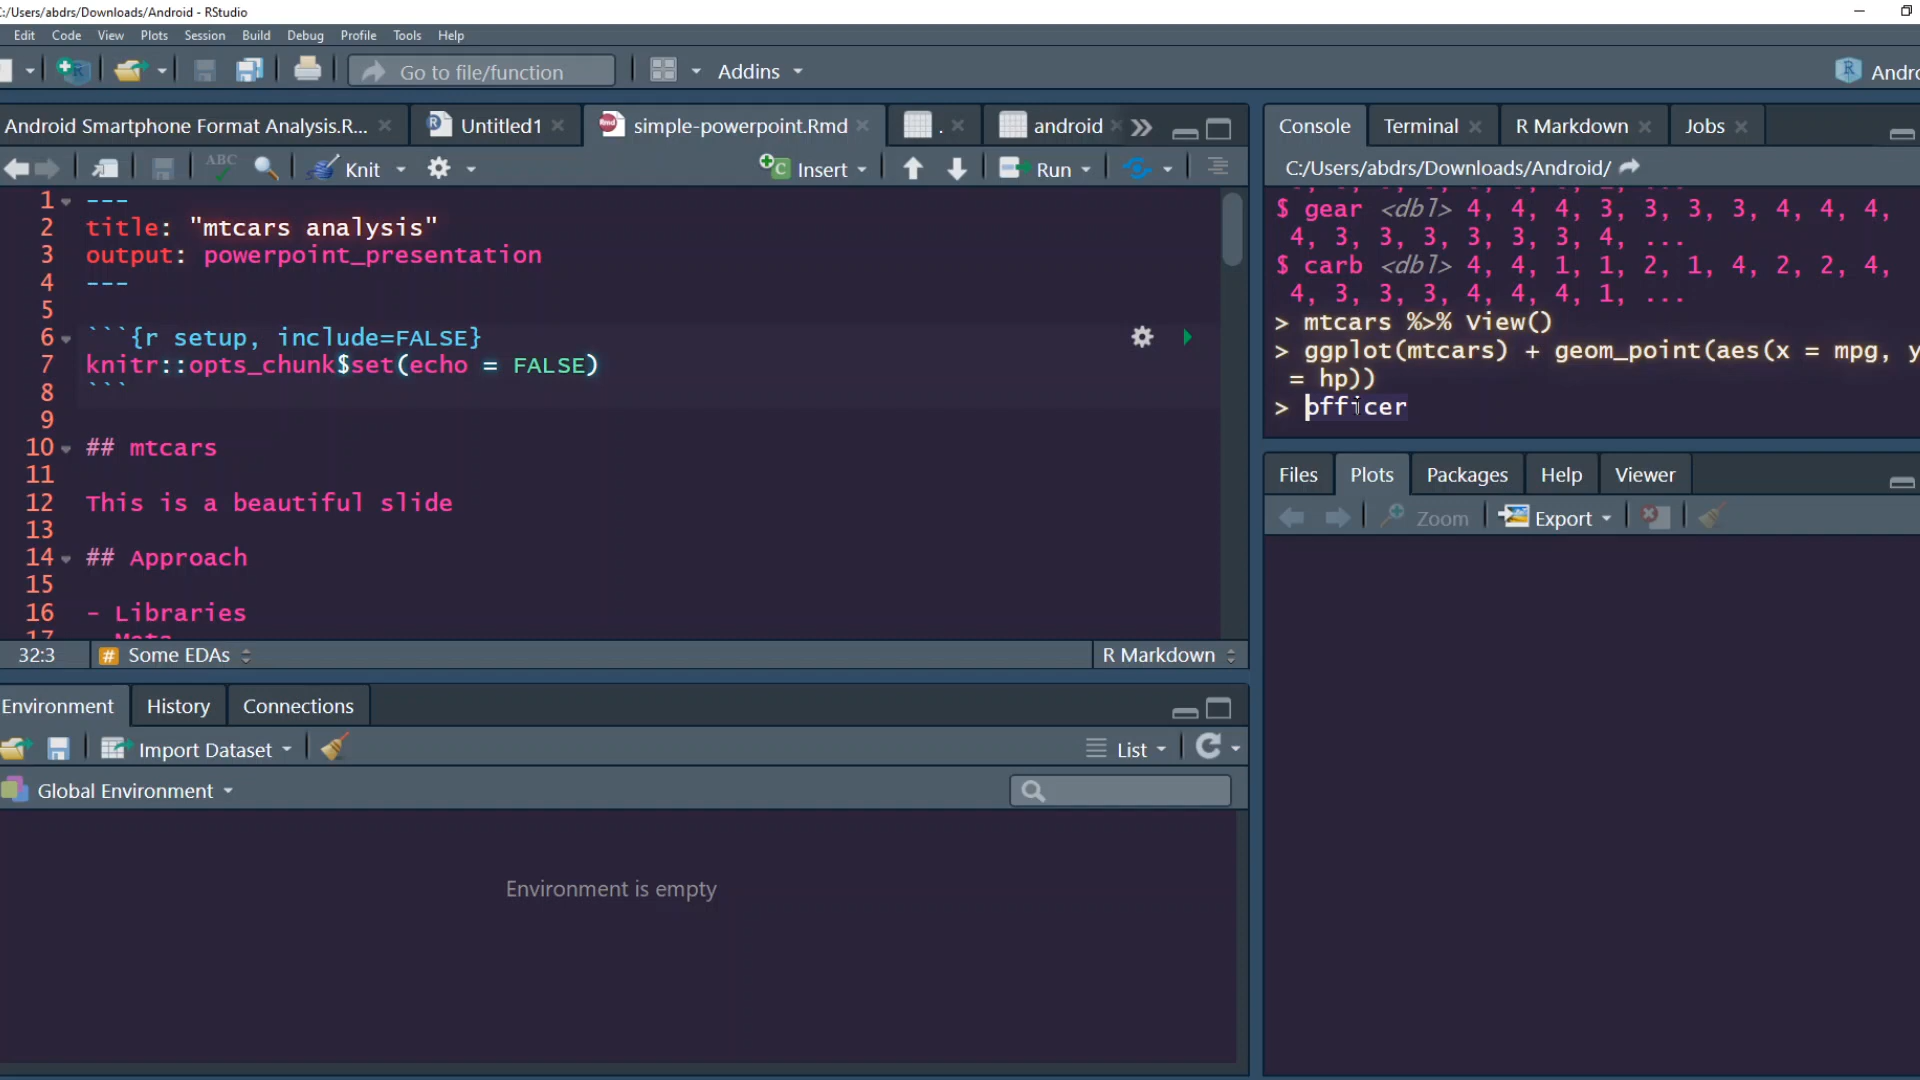 C:/Users/abdrs/Downloads/Android - RStudio
Edit Code View Plots Session Build Debug Profile Tools Help
Go to file/function
Addins
Andro
Android Smartphone Format Analysis.R...
Untitled1
simple-powerpoint.Rmd
.
android
ABC
Knit
Insert
Run
1 ---
2 title: "mtcars analysis"
3 output: powerpoint_presentation
4 ---
5
6 ```{r setup, include=FALSE}
7 knitr::opts_chunk$set(echo = FALSE)
8 ```
9
10 ## mtcars
11
12 This is a beautiful slide
13
14 ## Approach
15
16 - Libraries
17
32:3 # Some EDAs R Markdown
Environment History Connections
Import Dataset
List
Global Environment
Environment is empty
Console Terminal R Markdown Jobs
C:/Users/abdrs/Downloads/Android/
$ gear <dbl> 4, 4, 4, 3, 3, 3, 3, 4, 4, 4,
4, 3, 3, 3, 3, 3, 3, 4, ...
$ carb <dbl> 4, 4, 1, 1, 2, 1, 4, 2, 2, 4,
4, 3, 3, 3, 4, 4, 4, 1, ...
> mtcars %>% View()
> ggplot(mtcars) + geom_point(aes(x = mpg, y
= hp))
> officer
Files Plots Packages Help Viewer
Zoom Export